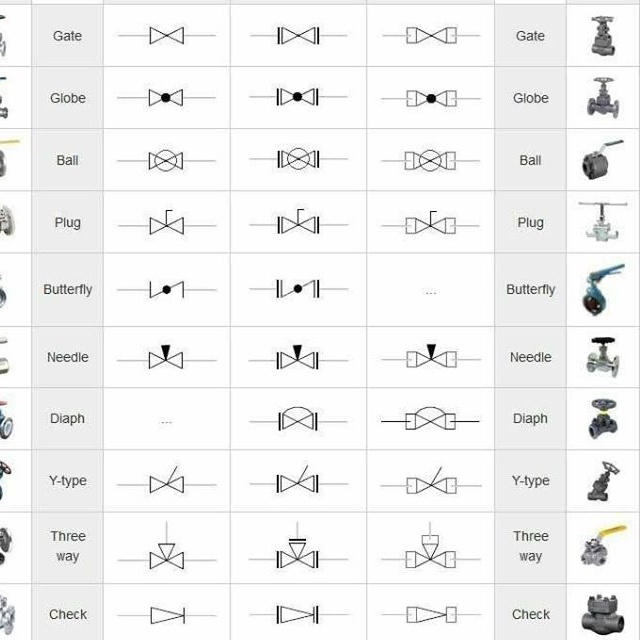 Gate Gate
Globe Globe
Ball Ball
Plug Plug
Butterfly ... Butterfly
Needle Needle
Diaph ... Diaph
Y-type Y-type
Three Three
way way
Check Check